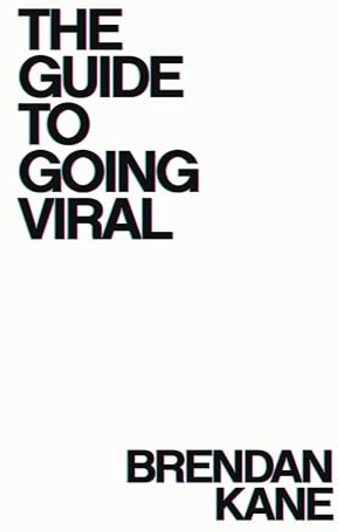 THE
GUIDE
TO
GOING
VIRAL
BRENDAN
KANE